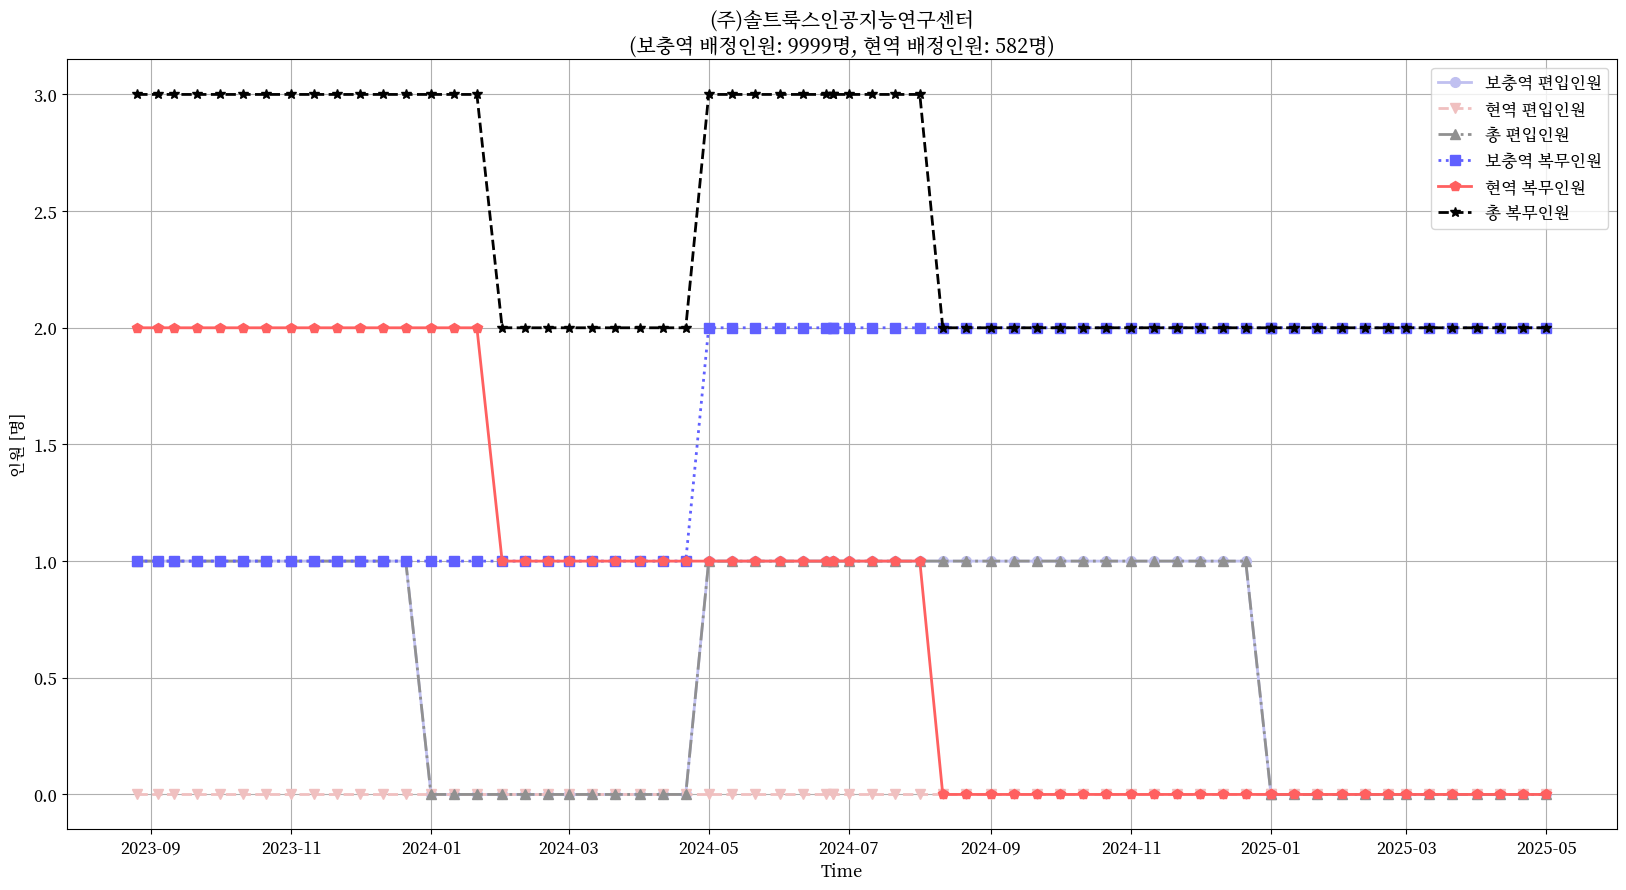 (주)솔트룩스인공지능연구센터
(보충역 배정인원: 9999명, 현역 배정인원: 582명)
보충역 편입인원
현역 편입인원
총 편입인원
보충역 복무인원
현역 복무인원
총 복무인원
인원 [명]
3.0
2.5
2.0
1.5
1.0
0.5
0.0
2023-09
2023-11
2024-01
2024-03
2024-05
2024-07
2024-09
2024-11
2025-01
2025-03
2025-05
Time